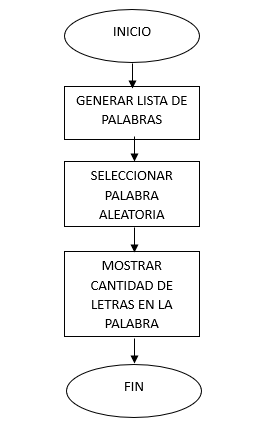 INICIO
GENERAR LISTA DE
PALABRAS
SELECCIONAR
PALABRA
ALEATORIA
MOSTRAR
CANTIDAD DE
LETRAS EN LA
PALABRA
FIN